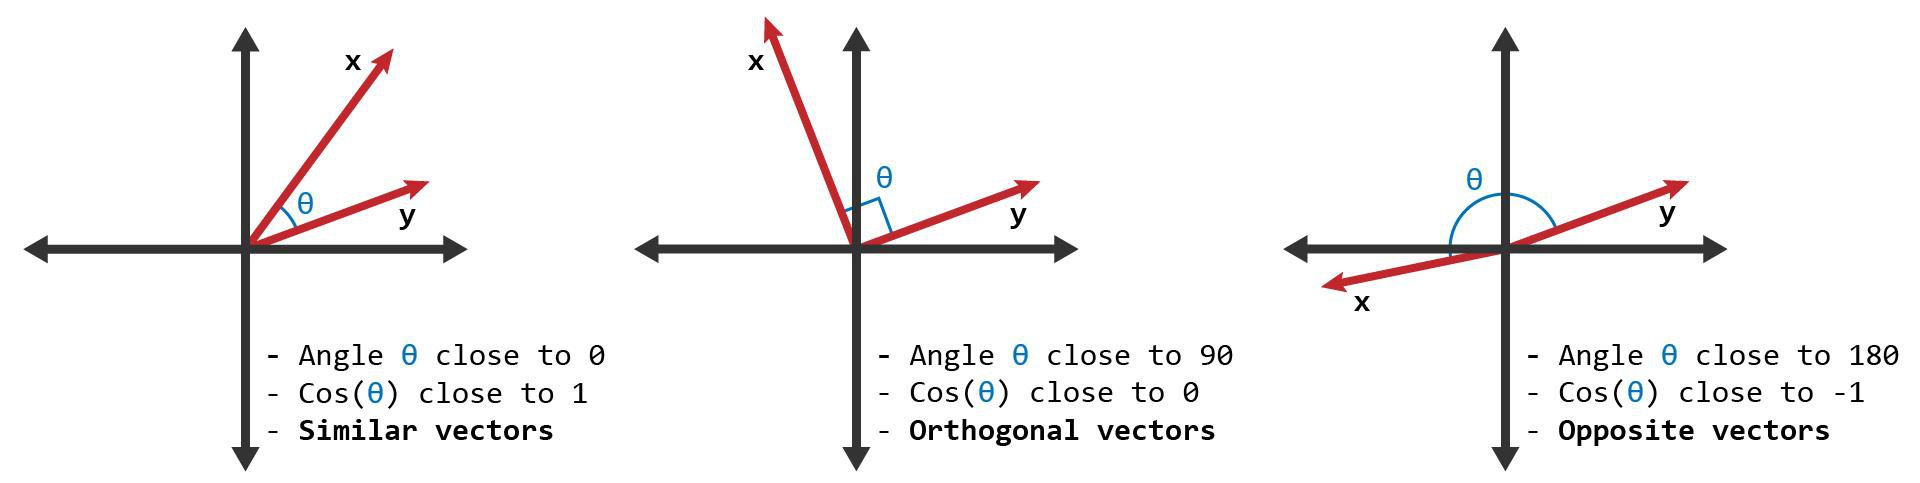 x
θ
y
- Angle θ close to 0
- Cos(θ) close to 1
- Similar vectors
x
θ
y
- Angle θ close to 90
- Cos(θ) close to 0
- Orthogonal vectors
θ
y
x
- Angle θ close to 180
- Cos(θ) close to -1
- Opposite vectors